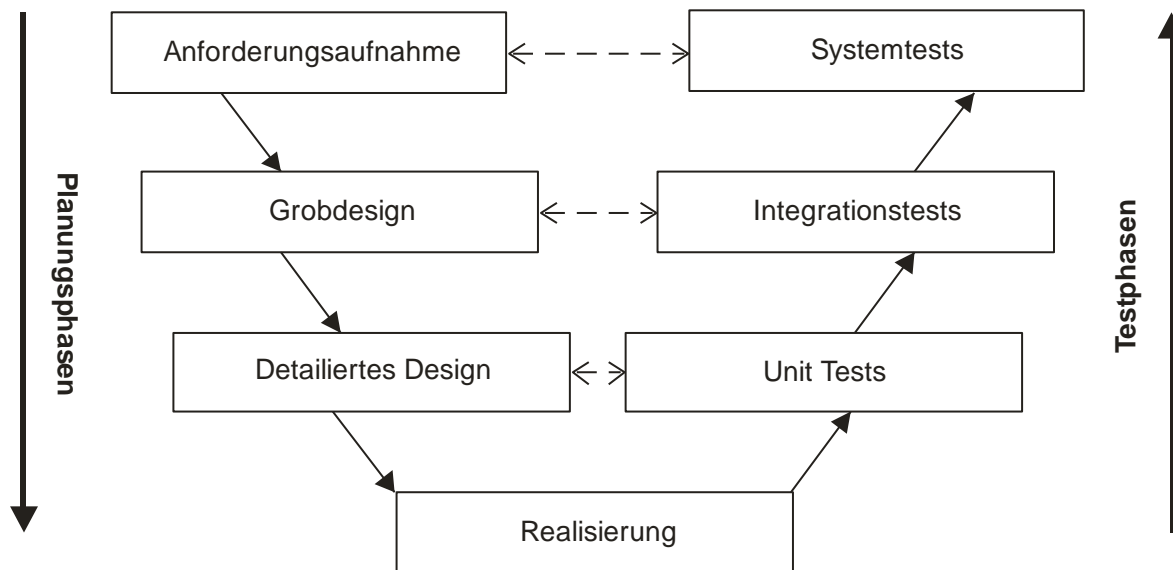 Anforderungsaufnahme
Systemtests
Planungsphasen
Testphasen
Grobdesign
Integrationstests
Detailiertes Design
Unit Tests
Realisierung